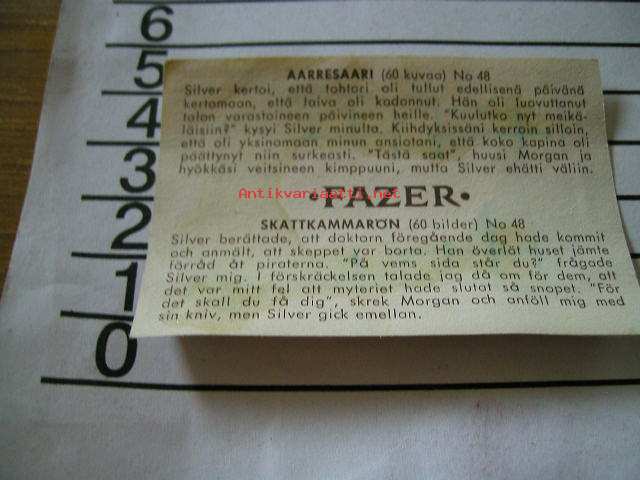 6
5
4
3
2
1
0
AARRESAARI (60 kuvaa) No 48
Silver kertoi, että tohtori oli tullut edellisenä päivänä
kertomaan, että laiva oli kadonnut. Hän oli luovuttanut
talon varastoineen päivineen heille. "Kuulutko nyt meikä-
läisiin?" kysyi Silver minulta. Kiihdyksissäni kerroin silloin,
että oli yksinomaan minun ansiotani, että koko kapina oli
päättynyt niin surkeasti. "Tästä saat", huusi Morgan ja
hyökkäsi veitsineen kimppuuni, mutta Silver ehätti väliin.
Antikvariaatti.net
•FAZER•
SKATTKAMMARÖN (60 bilder) No 48
Silver berättade, att doktorn föregående dag hade kommit
och anmält, att skeppet var borta. Han överlät huset jämte
förråd åt piraterna. "På vems sida står du?" frågade
Silver mig. I förskräckelsen talade jag då om för dem, att
det var mitt fel att myteriet hade slutat så snopet. "För
det skall du få dig", skrek Morgan och anföll mig med
sin kniv, men Silver gick emellan.